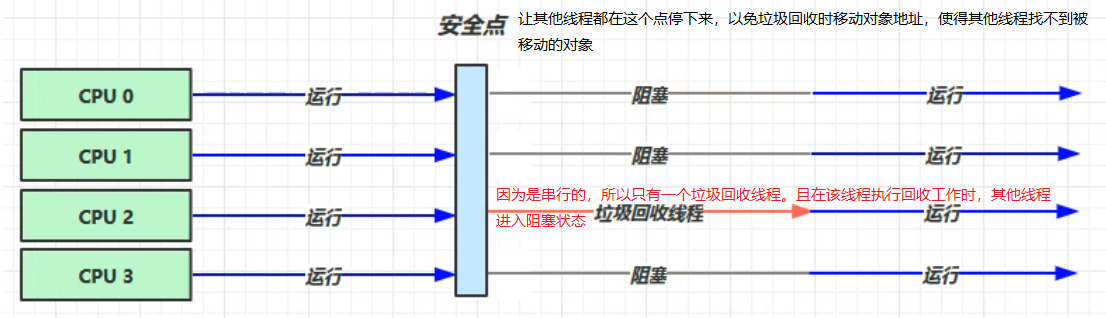 安全点 让其他线程都在这个点停下来，以免垃圾回收时移动对象地址，使得其他线程找不到被
移动的对象
CPU 0 运行 阻塞 运行
CPU 1 运行 阻塞 运行
因为是串行的，所以只有一个垃圾回收线程。且在该线程执行回收工作时，其他线程
进入阻塞状态
CPU 2 运行 垃圾回收线程 运行
CPU 3 运行 阻塞 运行